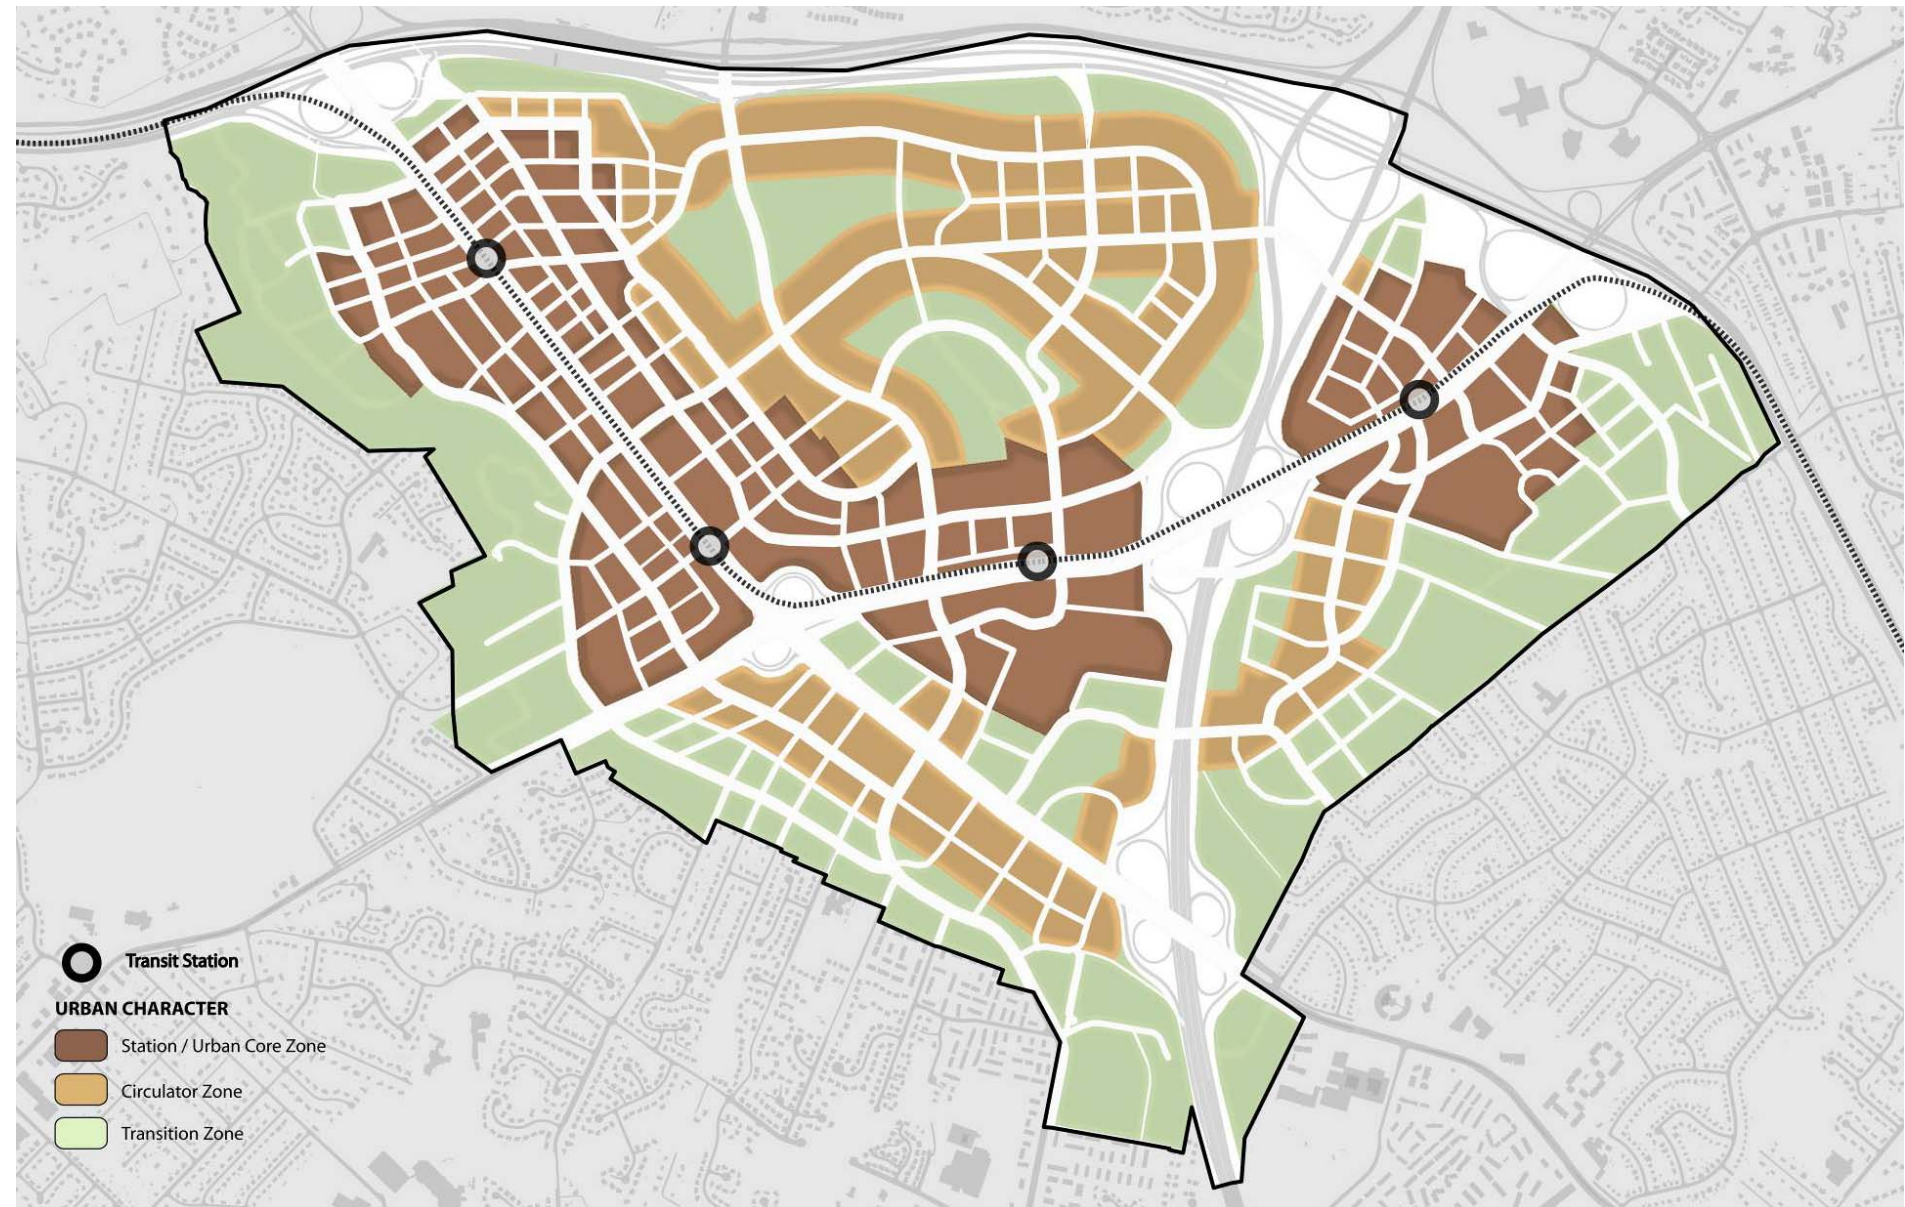 Transit Station
URBAN CHARACTER
Station / Urban Core Zone
Circulator Zone
Transition Zone